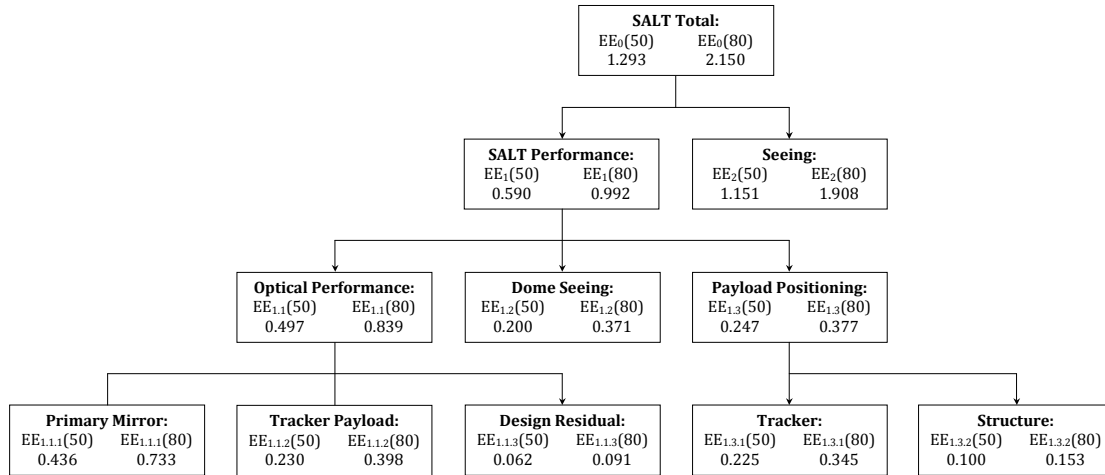 SALT Total:
EE₀(50) EE₀(80)
1.293 2.150
SALT Performance:
EE₁(50) EE₁(80)
0.590 0.992
Seeing:
EE₂(50) EE₂(80)
1.151 1.908
Optical Performance:
EE₁.₁(50) EE₁.₁(80)
0.497 0.839
Dome Seeing:
EE₁.₂(50) EE₁.₂(80)
0.200 0.371
Payload Positioning:
EE₁.₃(50) EE₁.₃(80)
0.247 0.377
Primary Mirror:
EE₁.₁.₁(50) EE₁.₁.₁(80)
0.436 0.733
Tracker Payload:
EE₁.₁.₂(50) EE₁.₁.₂(80)
0.230 0.398
Design Residual:
EE₁.₁.₃(50) EE₁.₁.₃(80)
0.062 0.091
Tracker:
EE₁.₃.₁(50) EE₁.₃.₁(80)
0.225 0.345
Structure:
EE₁.₃.₂(50) EE₁.₃.₂(80)
0.100 0.153